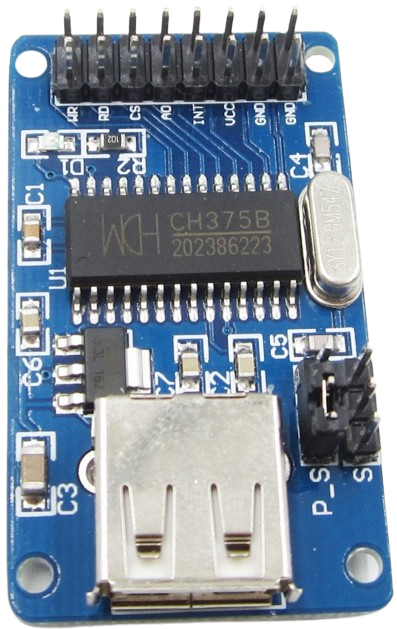 WR RD CS A0 INT VCC GND GND
D1
102
R1
C4
C1
WCH CH375B
202386223
U1
C5
C6
C7
C2
C3
P_S
S